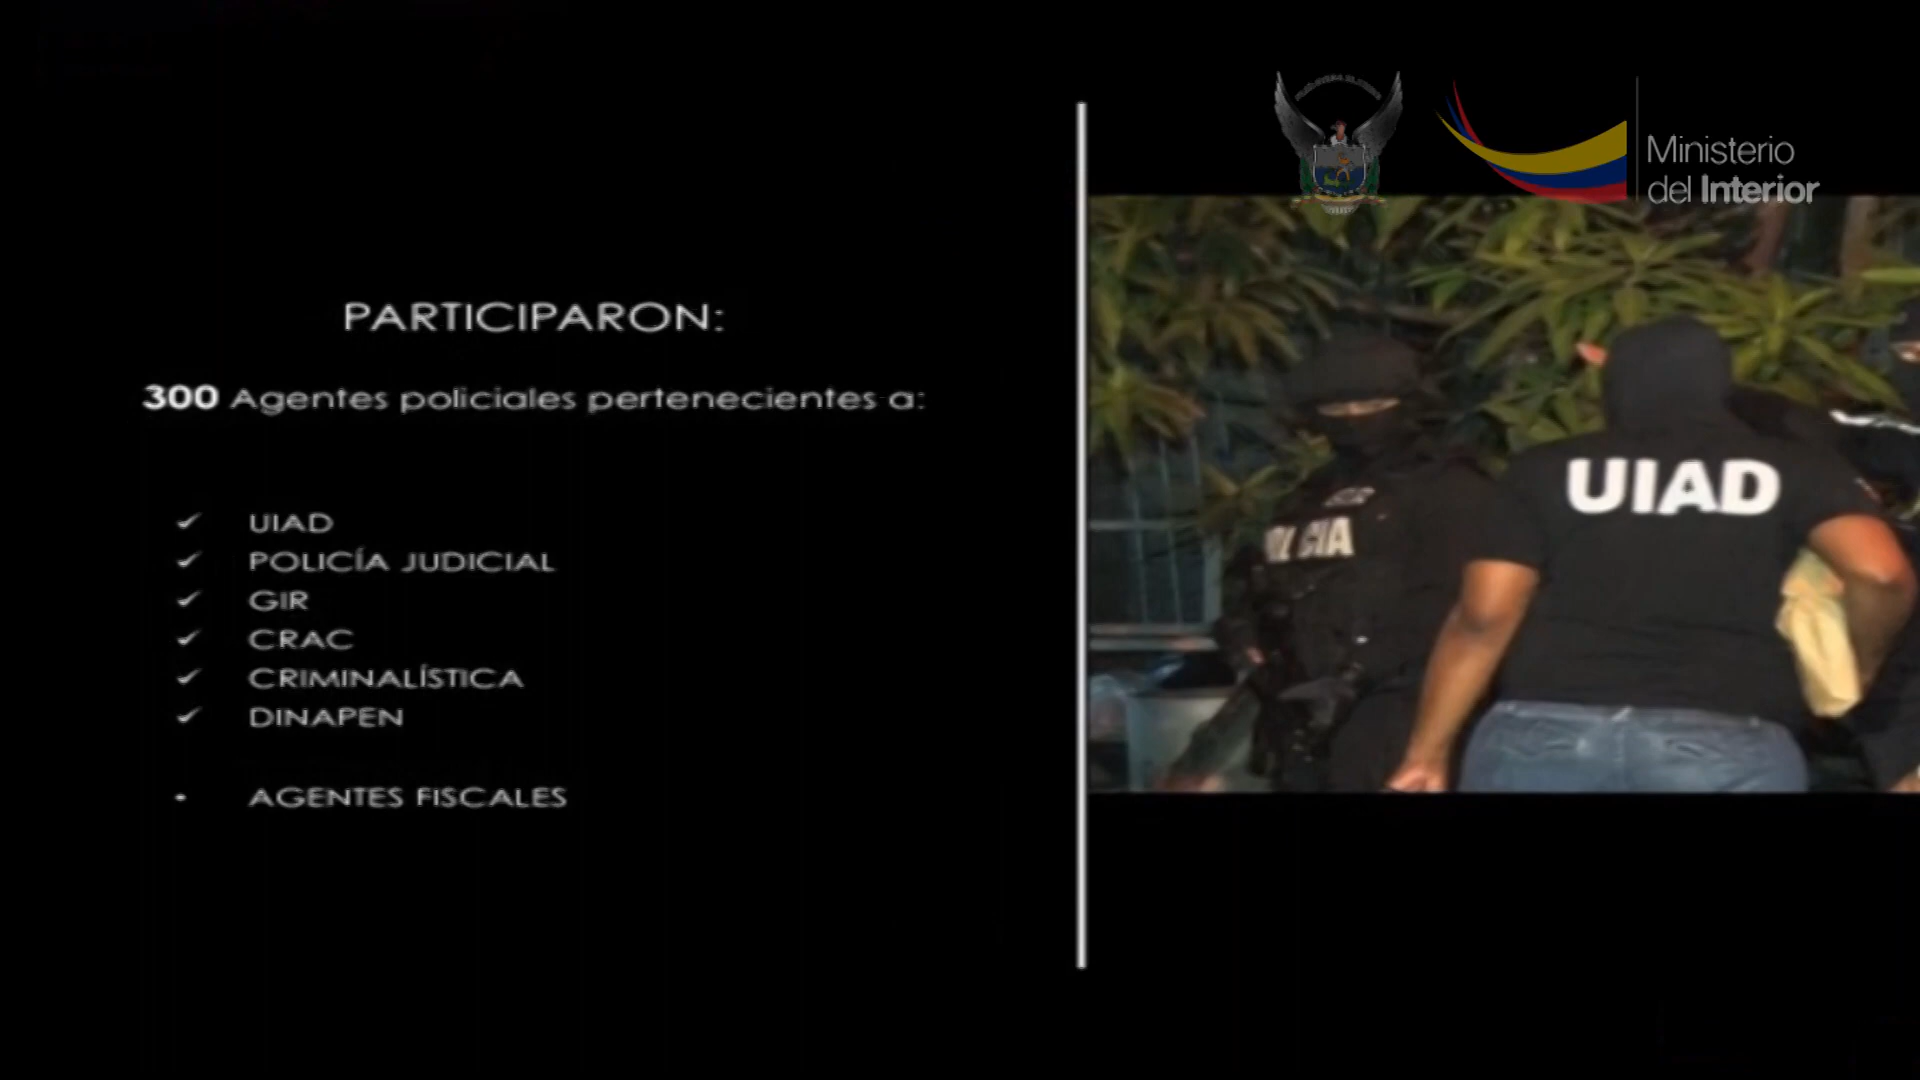 Ministerio
del Interior
PARTICIPARON:
300 Agentes policiales pertenecientes a:
✓ UIAD
✓ POLICÍA JUDICIAL
✓ GIR
✓ CRAC
✓ CRIMINALÍSTICA
✓ DINAPEN
• AGENTES FISCALES
UIAD